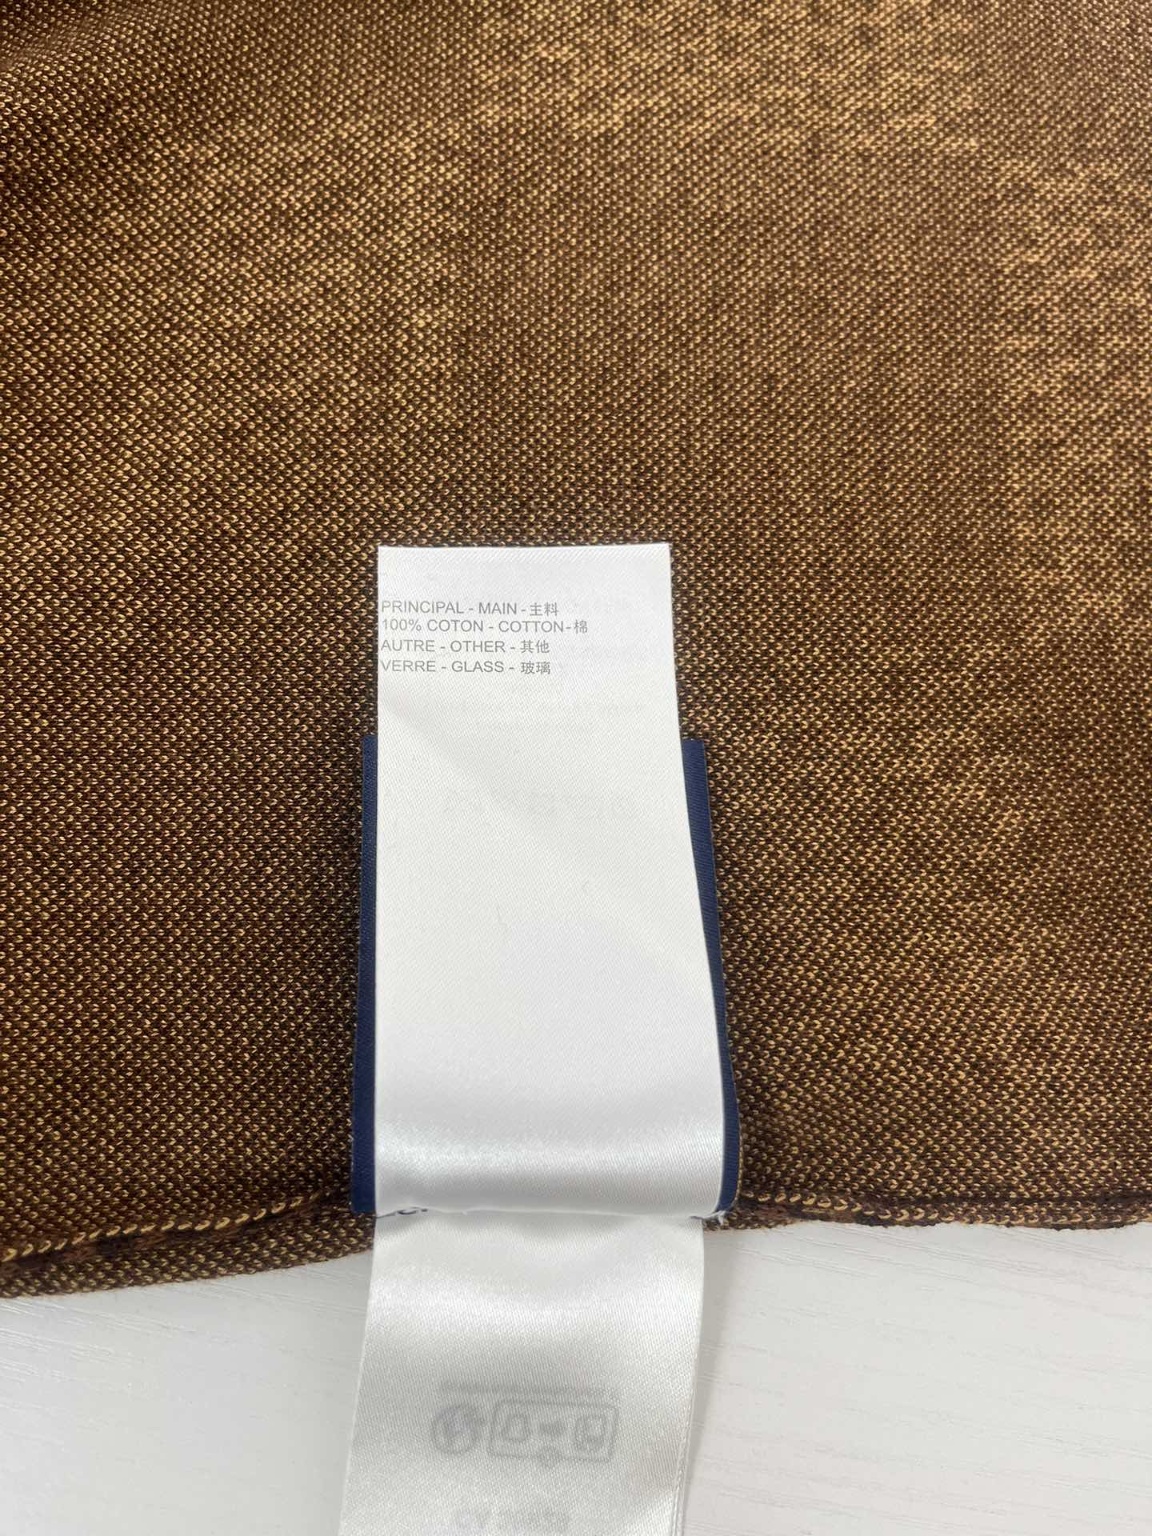 PRINCIPAL - MAIN - 主料
100% COTON - COTTON - 棉
AUTRE - OTHER - 其他
VERRE - GLASS - 玻璃